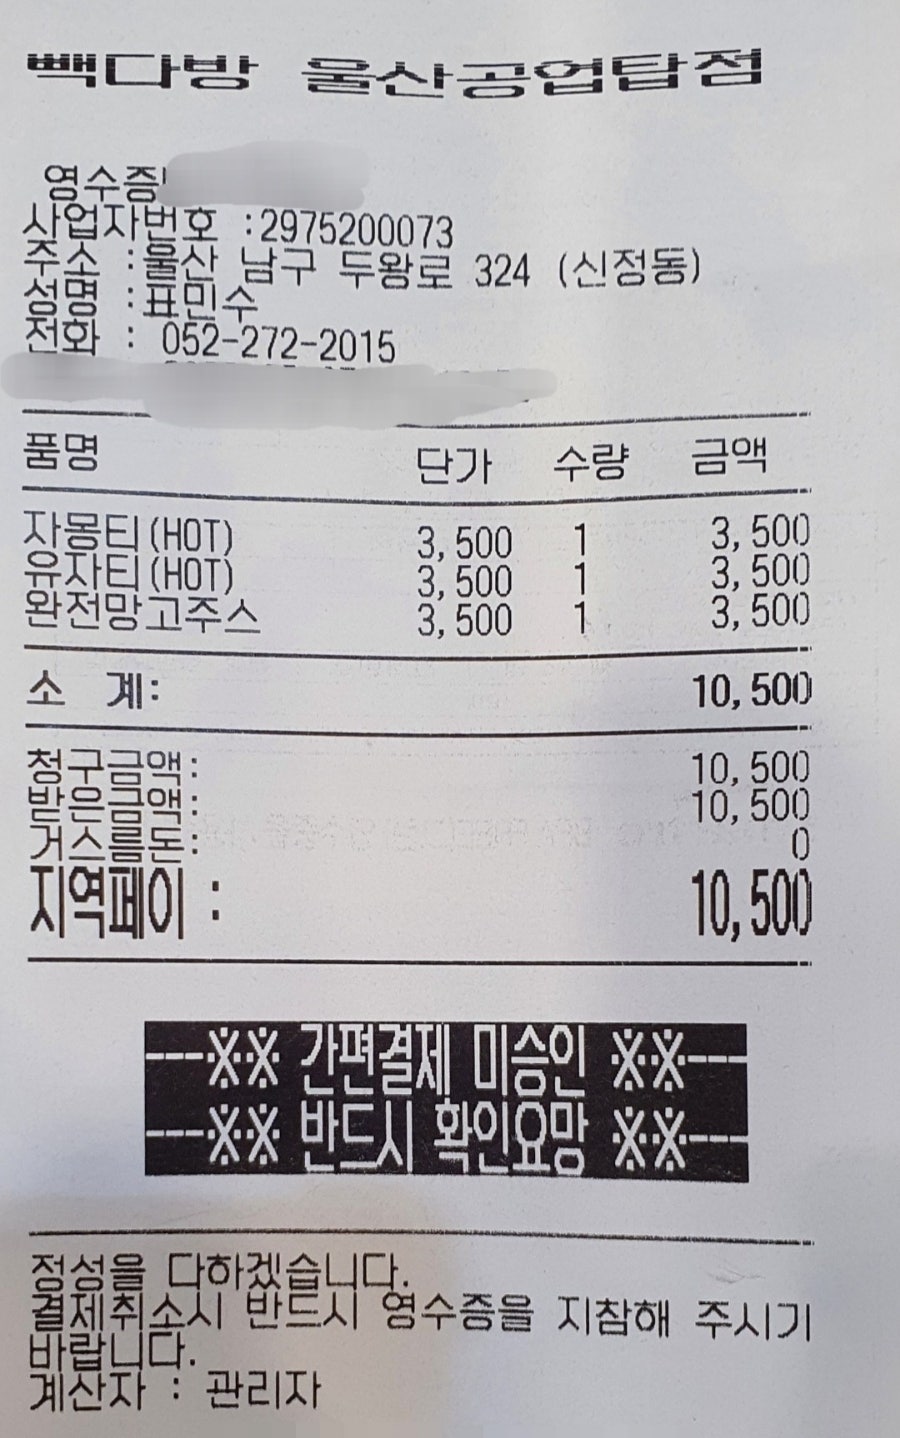 빽다방 울산공업탑점
영수증
사업자번호 :2975200073
주소 :울산 남구 두왕로 324 (신정동)
성명 :표민수
전화 : 052-272-2015
품명 단가 수량 금액
자몽티(HOT) 3,500 1 3,500
유자티(HOT) 3,500 1 3,500
완전망고주스 3,500 1 3,500
소 계: 10,500
청구금액: 10,500
받은금액: 10,500
거스름돈: 0
지역페이 : 10,500
---※※ 간편결제 미승인 ※※---
---※※ 반드시 확인요망 ※※---
정성을 다하겠습니다.
결제취소시 반드시 영수증을 지참해 주시기
바랍니다.
계산자 : 관리자